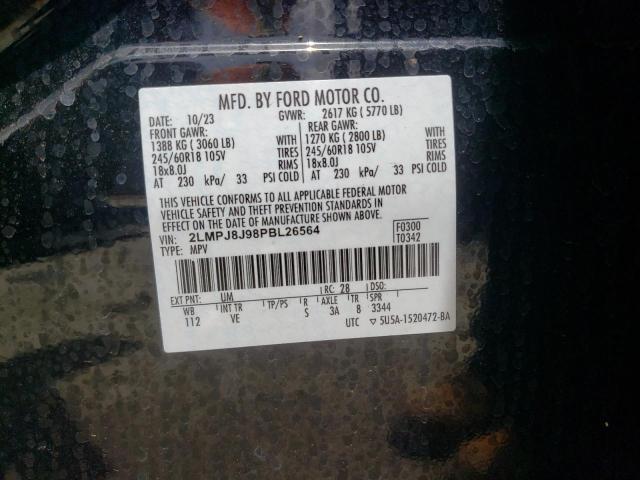 MFD. BY FORD MOTOR CO.
DATE: 10/23 GVWR: 2617 KG ( 5770 LB)
FRONT GAWR: REAR GAWR:
1388 KG ( 3060 LB) WITH 1270 KG ( 2800 LB) WITH
245/60R18 105V TIRES 245/60R18 105V TIRES
18x8.0J RIMS 18x8.0J RIMS
AT 230 kPa/ 33 PSI COLD AT 230 kPa/ 33 PSI COLD
THIS VEHICLE CONFORMS TO ALL APPLICABLE FEDERAL MOTOR
VEHICLE SAFETY AND THEFT PREVENTION STANDARDS IN
EFFECT ON THE DATE OF MANUFACTURE SHOWN ABOVE.
VIN: 2LMPJ8J98PBL26564 F0300
TYPE: MPV T0342
EXT PNT: UM RC: 28 DSO:
WB INT TR TP/PS R AXLE TR SPR
112 VE S 3A 8 3344
UTC ▽ 5U5A-1520472-BA